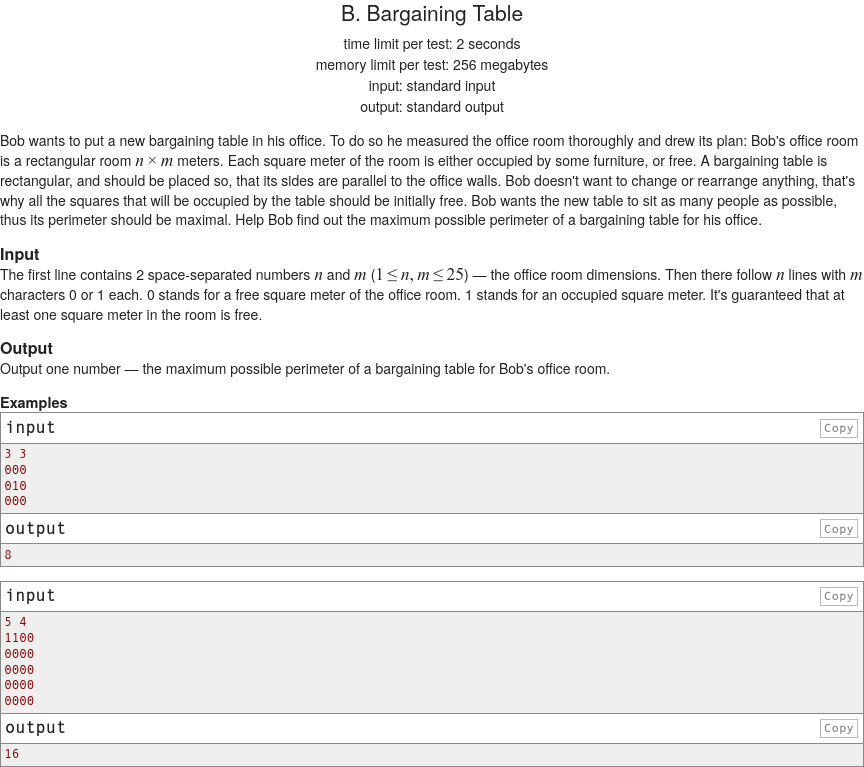 B. Bargaining Table
time limit per test: 2 seconds
memory limit per test: 256 megabytes
input: standard input
output: standard output
Bob wants to put a new bargaining table in his office. To do so he measured the office room thoroughly and drew its plan: Bob's office room
is a rectangular room n × m meters. Each square meter of the room is either occupied by some furniture, or free. A bargaining table is
rectangular, and should be placed so, that its sides are parallel to the office walls. Bob doesn't want to change or rearrange anything, that's
why all the squares that will be occupied by the table should be initially free. Bob wants the new table to sit as many people as possible,
thus its perimeter should be maximal. Help Bob find out the maximum possible perimeter of a bargaining table for his office.
Input
The first line contains 2 space-separated numbers n and m (1 ≤ n, m ≤ 25) — the office room dimensions. Then there follow n lines with m
characters 0 or 1 each. 0 stands for a free square meter of the office room. 1 stands for an occupied square meter. It's guaranteed that at
least one square meter in the room is free.
Output
Output one number — the maximum possible perimeter of a bargaining table for Bob's office room.
Examples
input Copy
3 3
000
010
000
output Copy
8
input Copy
5 4
1100
0000
0000
0000
0000
output Copy
16